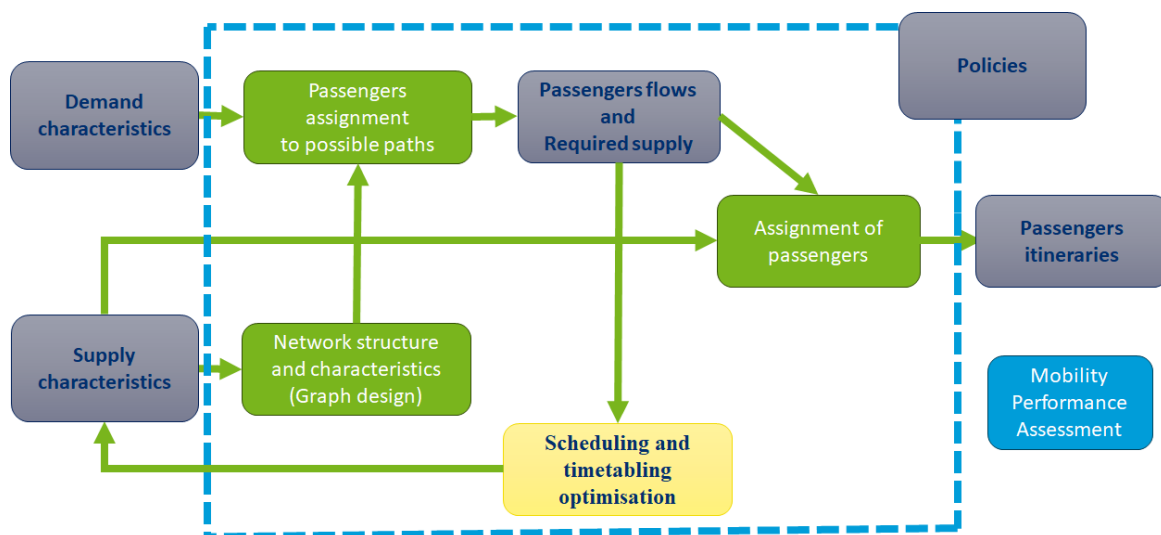 Demand
characteristics
Passengers
assignment
to possible paths
Passengers flows
and
Required supply
Policies
Assignment of
passengers
Passengers
itineraries
Supply
characteristics
Network structure
and characteristics
(Graph design)
Mobility
Performance
Assessment
Scheduling and
timetabling
optimisation